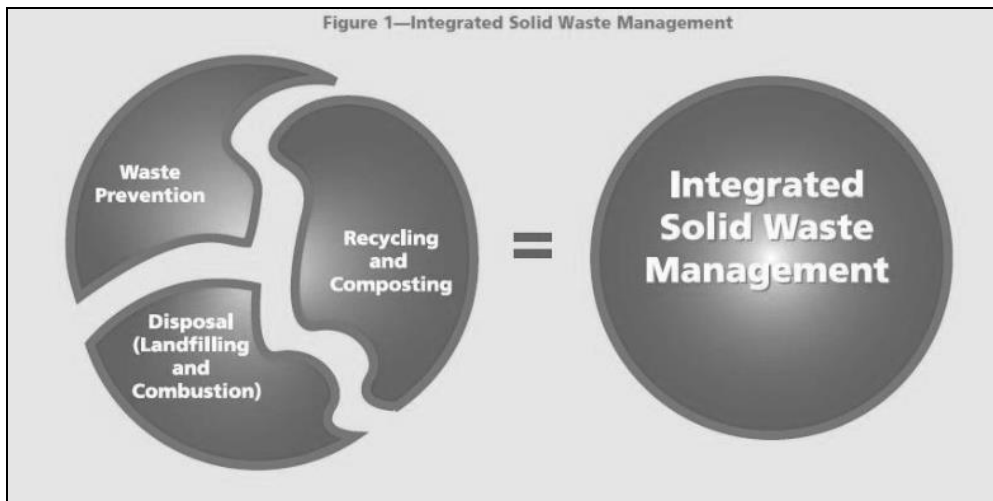 Figure 1—Integrated Solid Waste Management
Waste
Prevention
Recycling
and
Composting
Disposal
(Landfilling
and
Combustion)
=
Integrated
Solid Waste
Management